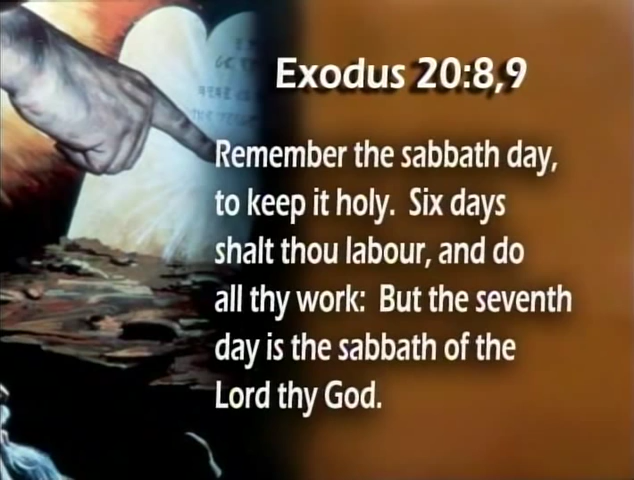 Exodus 20:8,9
Remember the sabbath day,
to keep it holy.  Six days
shalt thou labour, and do
all thy work:  But the seventh
day is the sabbath of the
Lord thy God.